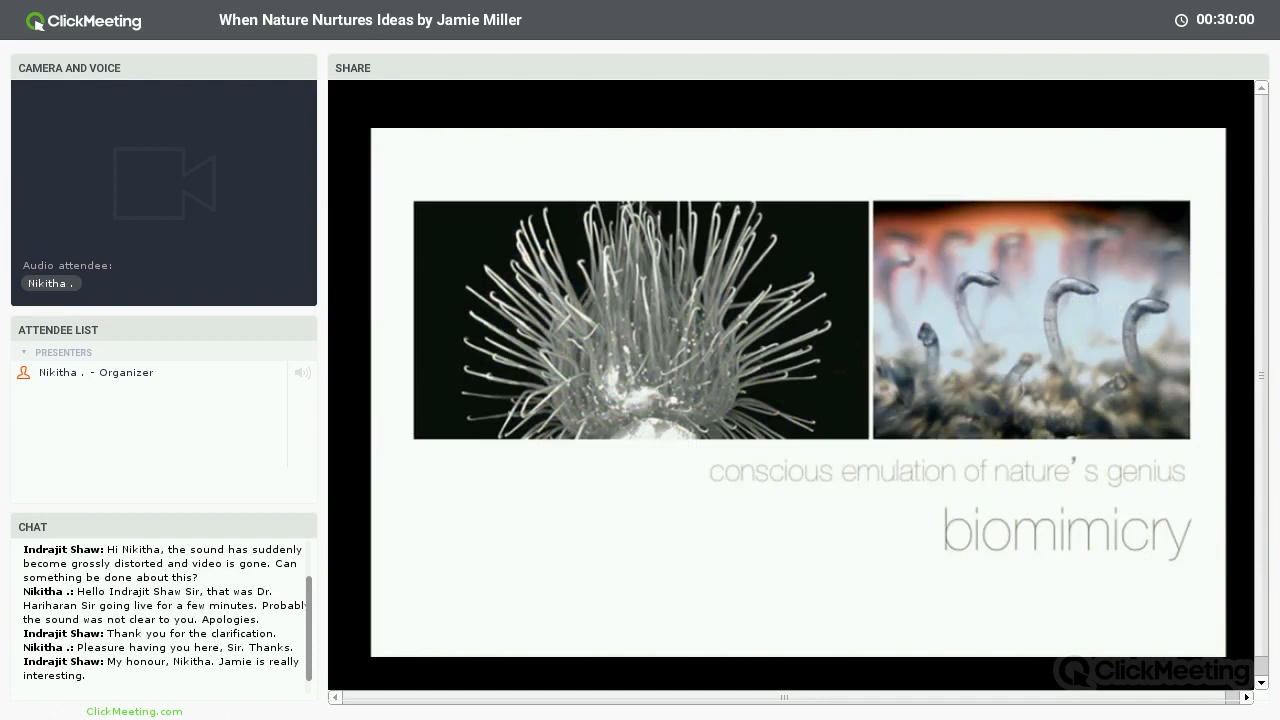 ClickMeeting
When Nature Nurtures Ideas by Jamie Miller
00:30:00
CAMERA AND VOICE
Audio attendee:
Nikitha .
ATTENDEE LIST
PRESENTERS
Nikitha . - Organizer
CHAT
Indrajit Shaw: Hi Nikitha, the sound has suddenly
become grossly distorted and video is gone. Can
something be done about this?
Nikitha .: Hello Indrajit Shaw Sir, that was Dr.
Hariharan Sir going live for a few minutes. Probably
the sound was not clear to you. Apologies.
Indrajit Shaw: Thank you for the clarification.
Nikitha .: Pleasure having you here, Sir. Thanks.
Indrajit Shaw: My honour, Nikitha. Jamie is really
interesting.
ClickMeeting.com
SHARE
conscious emulation of nature’s genius
biomimicry
ClickMeeting